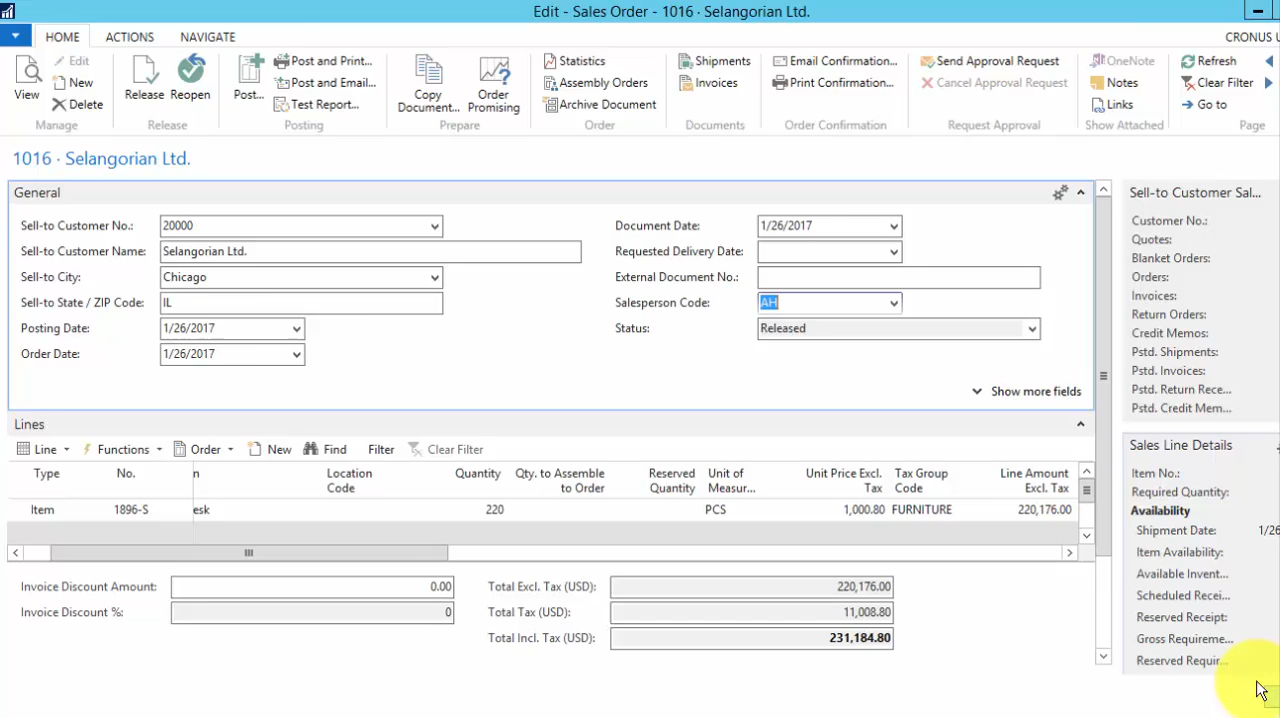 Edit - Sales Order - 1016 · Selangorian Ltd.
HOME ACTIONS NAVIGATE CRONUS U
View Edit New Delete Manage
Release Reopen Release
Post... Post and Print... Post and Email... Test Report... Posting
Copy Document... Order Promising Prepare
Statistics Assembly Orders Archive Document Order
Shipments Invoices Documents
Email Confirmation... Print Confirmation... Order Confirmation
Send Approval Request Cancel Approval Request Request Approval
OneNote Notes Links Show Attached
Refresh Clear Filter Go to Page
1016 · Selangorian Ltd.
General
Sell-to Customer No.: 20000
Sell-to Customer Name: Selangorian Ltd.
Sell-to City: Chicago
Sell-to State / ZIP Code: IL
Posting Date: 1/26/2017
Order Date: 1/26/2017
Document Date: 1/26/2017
Requested Delivery Date:
External Document No.:
Salesperson Code: AH
Status: Released
Show more fields
Lines
Line Functions Order New Find Filter Clear Filter
Type No. n Location Code Quantity Qty. to Assemble to Order Reserved Quantity Unit of Measur... Unit Price Excl. Tax Tax Group Code Line Amount Excl. Tax
Item 1896-S esk 220 PCS 1,000.80 FURNITURE 220,176.00
Invoice Discount Amount: 0.00
Invoice Discount %: 0
Total Excl. Tax (USD): 220,176.00
Total Tax (USD): 11,008.80
Total Incl. Tax (USD): 231,184.80
Sell-to Customer Sal...
Customer No.:
Quotes:
Blanket Orders:
Orders:
Invoices:
Return Orders:
Credit Memos:
Pstd. Shipments:
Pstd. Invoices:
Pstd. Return Rece...
Pstd. Credit Mem...
Sales Line Details
Item No.:
Required Quantity:
Availability
Shipment Date: 1/26
Item Availability:
Available Invent...
Scheduled Recei...
Reserved Receipt:
Gross Requireme...
Reserved Requir...